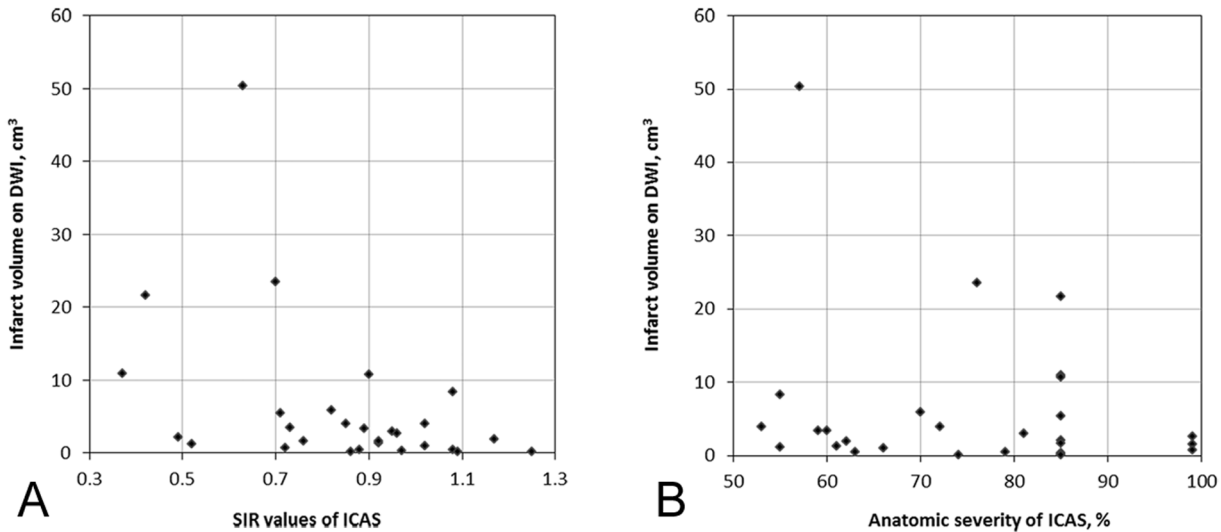 60
50
40
30
20
10
0
0.3 0.5 0.7 0.9 1.1 1.3
Infarct volume on DWI, cm³
SIR values of ICAS
A
60
50
40
30
20
10
0
50 60 70 80 90 100
Infarct volume on DWI, cm³
Anatomic severity of ICAS, %
B